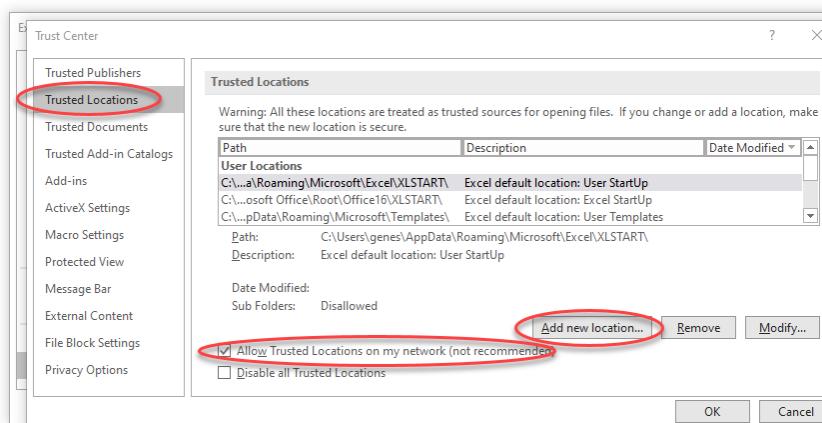 Ex
Trust Center
?
Trusted Publishers
Trusted Locations
Trusted Documents
Trusted Add-in Catalogs
Add-ins
ActiveX Settings
Macro Settings
Protected View
Message Bar
External Content
File Block Settings
Privacy Options
Trusted Locations
Warning: All these locations are treated as trusted sources for opening files. If you change or add a location, make
sure that the new location is secure.
Path Description Date Modified
User Locations
C:\...a\Roaming\Microsoft\Excel\XLSTART\ Excel default location: User StartUp
C:\...osoft Office\Root\Office16\XLSTART\ Excel default location: Excel StartUp
C:\...pData\Roaming\Microsoft\Templates\ Excel default location: User Templates
Path: C:\Users\genes\AppData\Roaming\Microsoft\Excel\XLSTART\
Description: Excel default location: User StartUp
Date Modified:
Sub Folders: Disallowed
Add new location... Remove Modify...
Allow Trusted Locations on my network (not recommended)
Disable all Trusted Locations
OK Cancel